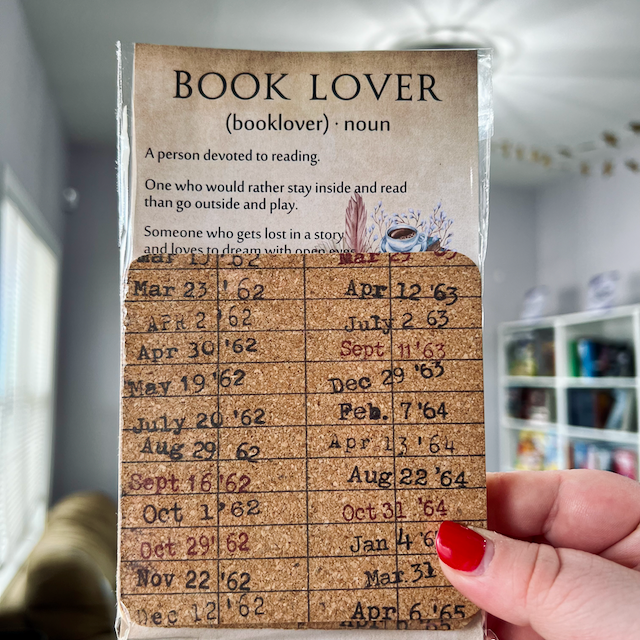 BOOK LOVER
(booklover) · noun
A person devoted to reading.
One who would rather stay inside and read
than go outside and play.
Someone who gets lost in a story
and loves to dream with open eyes
Mar 23 '62
APR 2 '62
Apr 30 '62
May 19 '62
July 20 '62
Aug 29 62
Sept 16 '62
Oct 1 '62
Oct 29 '62
Nov 22 '62
Dec 12 '62
Apr 12 '63
July 2 63
Sept 11 '63
Dec 29 '63
Feb. 7 '64
Apr 13 '64
Aug 22 '64
Oct 31 '64
Jan 4
Mar 31
Apr 6 '65